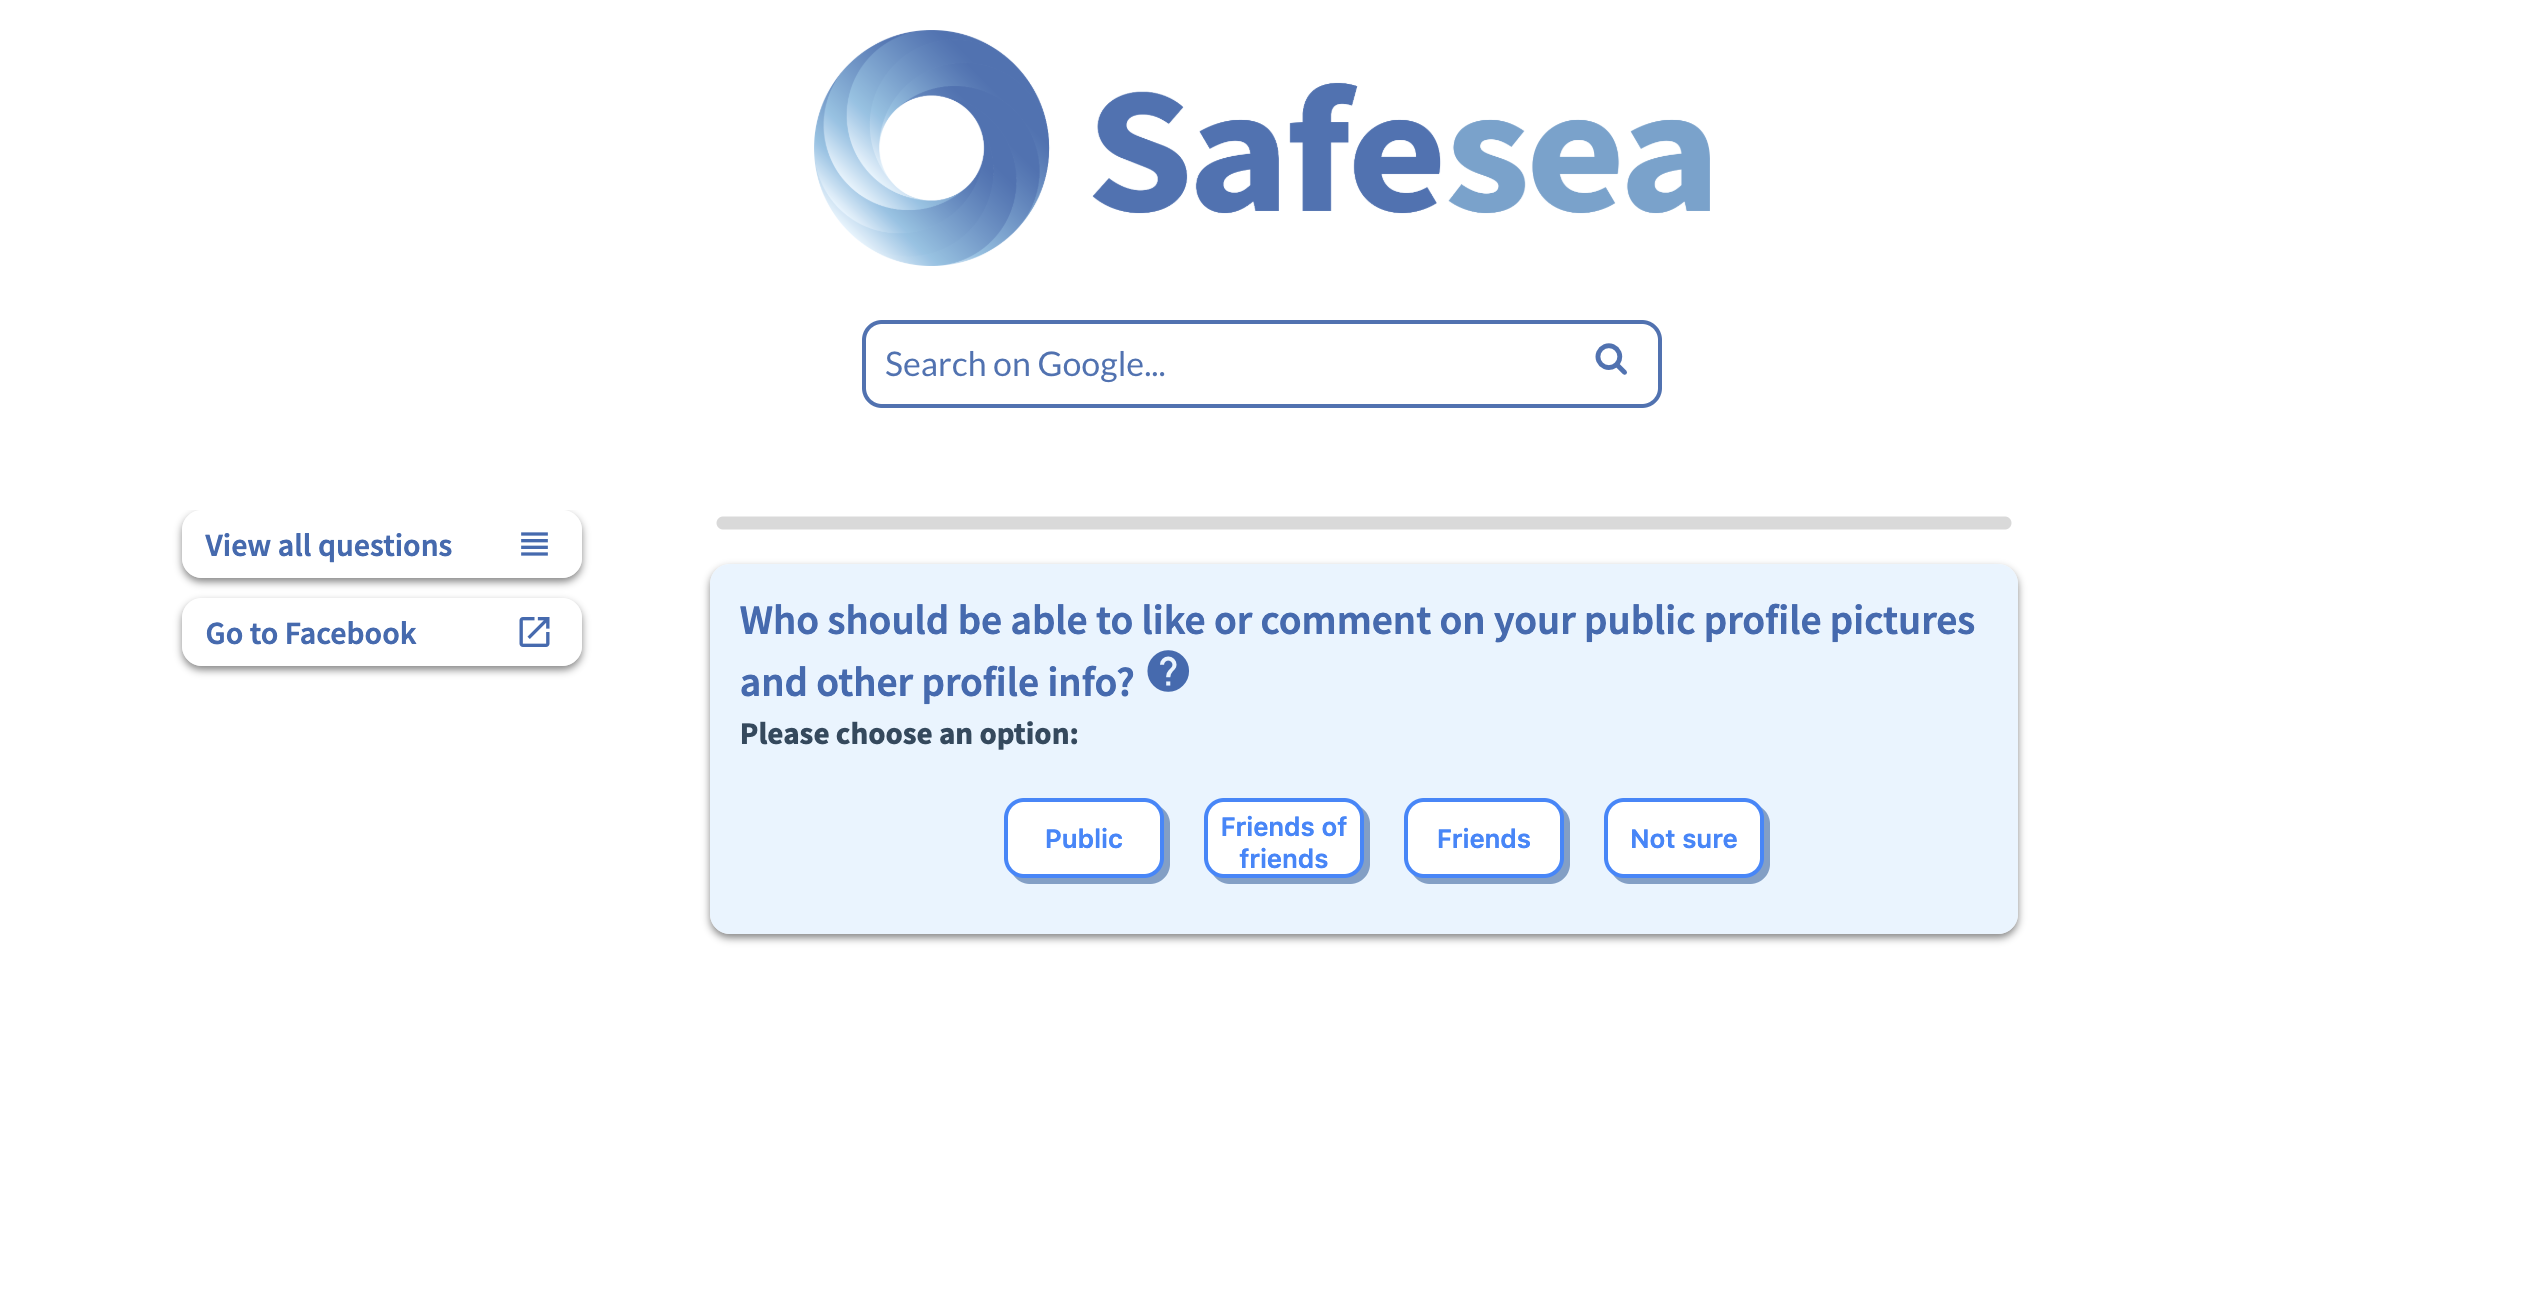 Safesea
Search on Google...
View all questions
Go to Facebook
Who should be able to like or comment on your public profile pictures
and other profile info? ?
Please choose an option:
Public
Friends of
friends
Friends
Not sure